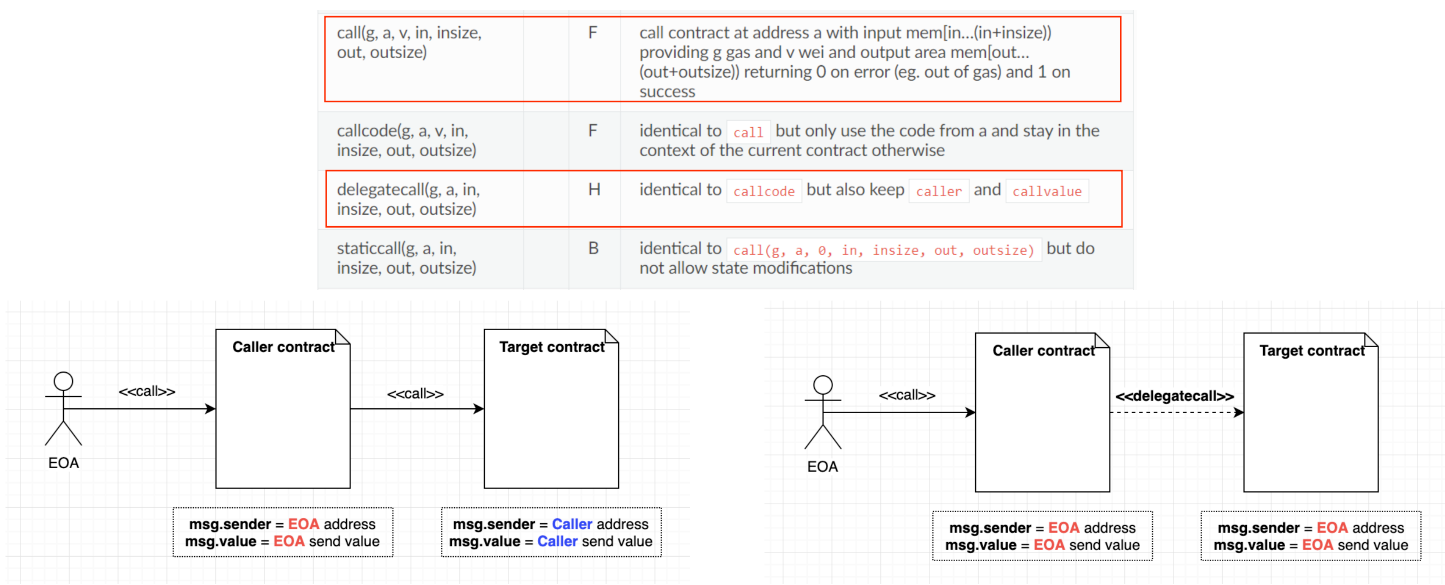 call(g, a, v, in, insize,
out, outsize)
F
call contract at address a with input mem[in…(in+insize))
providing g gas and v wei and output area mem[out…
(out+outsize)) returning 0 on error (eg. out of gas) and 1 on
success
callcode(g, a, v, in,
insize, out, outsize)
F
identical to call but only use the code from a and stay in the
context of the current contract otherwise
delegatecall(g, a, in,
insize, out, outsize)
H
identical to callcode but also keep caller and callvalue
staticcall(g, a, in,
insize, out, outsize)
B
identical to call(g, a, 0, in, insize, out, outsize) but do
not allow state modifications
Caller contract
Target contract
<<call>>
<<call>>
EOA
msg.sender = EOA address
msg.value = EOA send value
msg.sender = Caller address
msg.value = Caller send value
Caller contract
Target contract
<<call>>
<<delegatecall>>
EOA
msg.sender = EOA address
msg.value = EOA send value
msg.sender = EOA address
msg.value = EOA send value